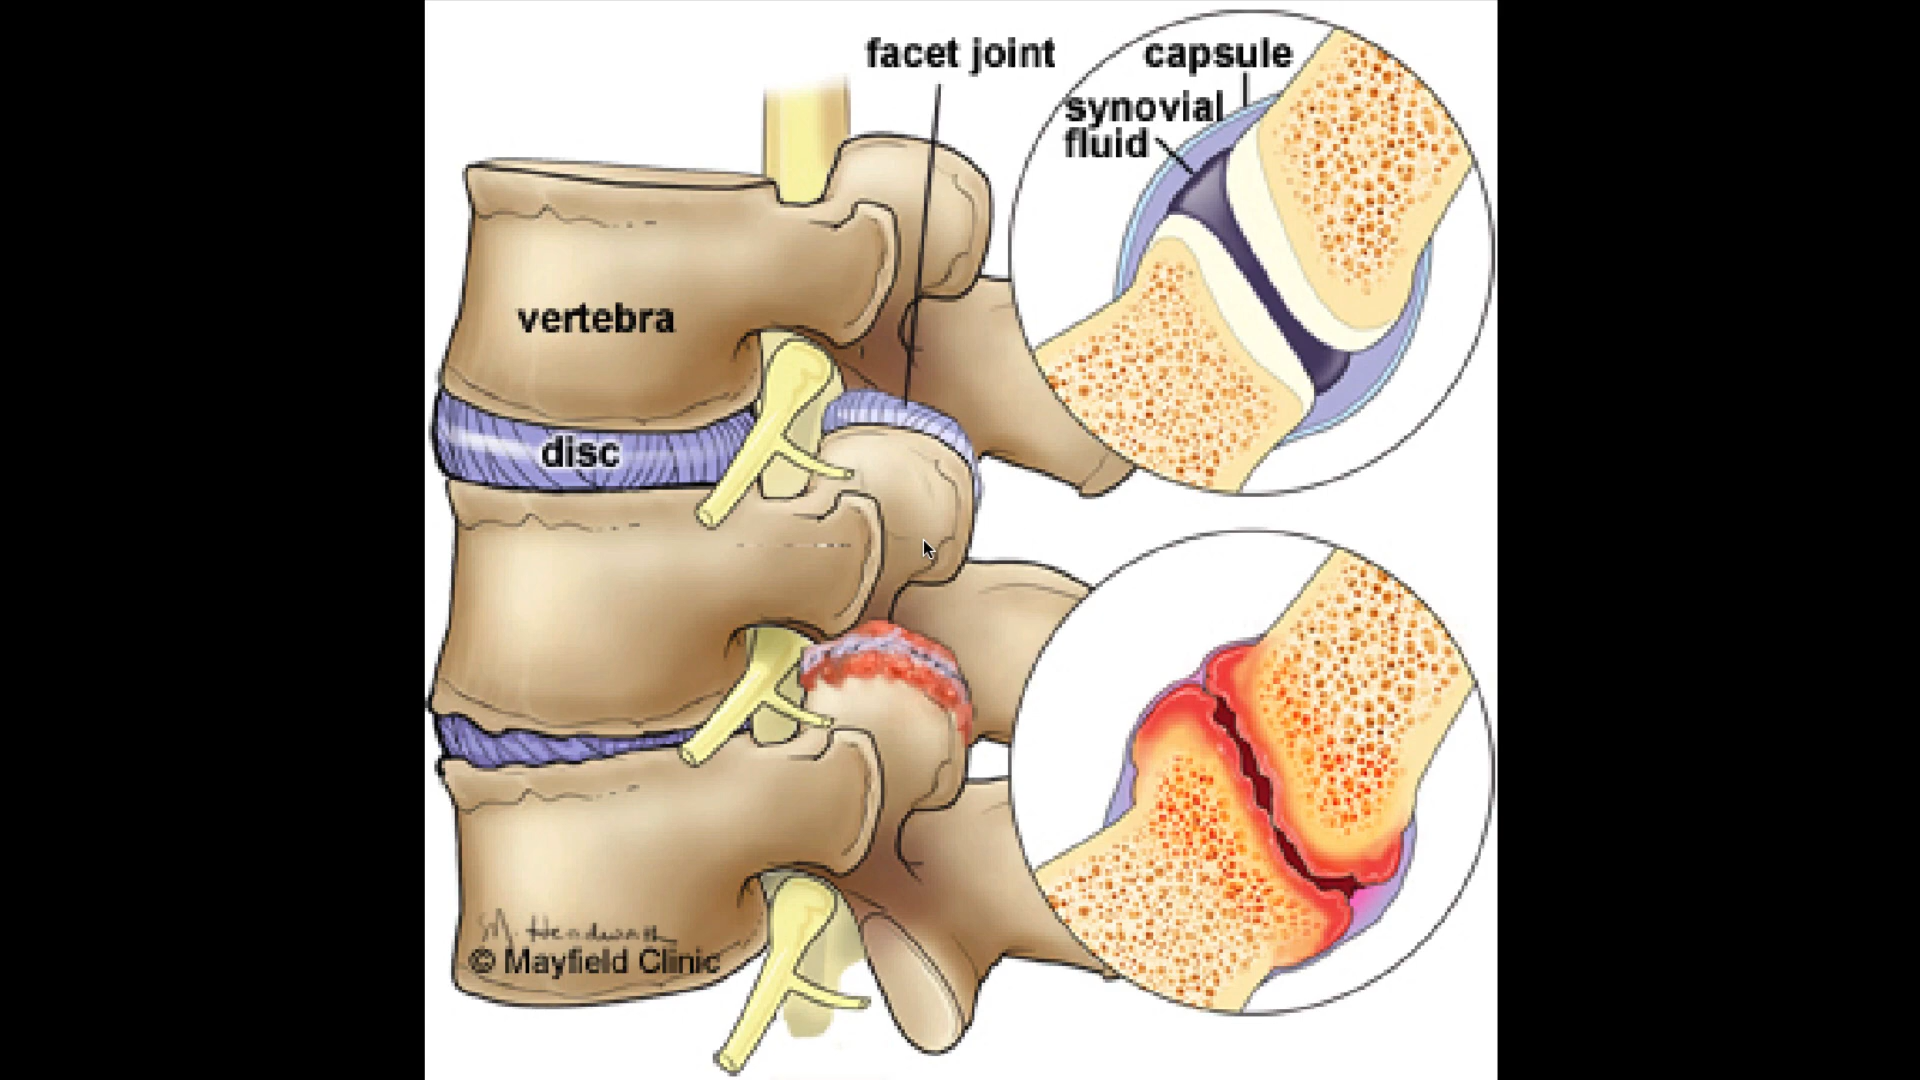 facet joint
capsule
synovial
fluid
vertebra
disc
© Mayfield Clinic